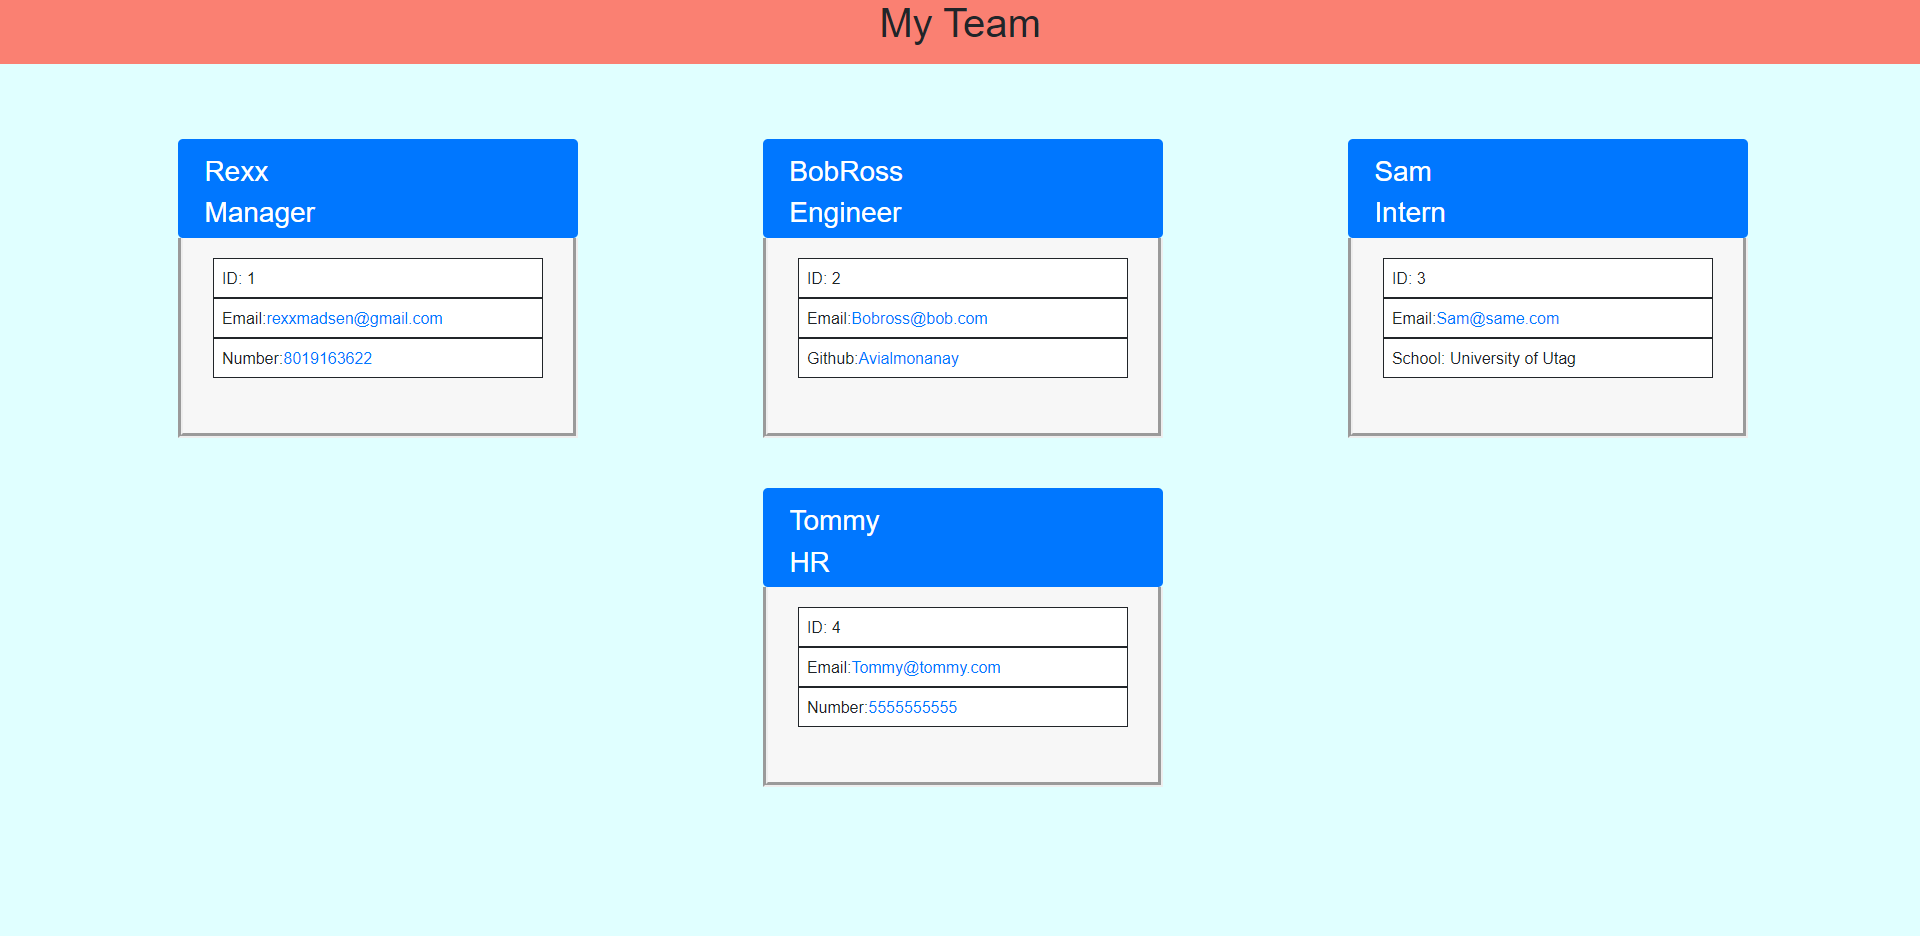 My Team
Rexx
Manager
ID: 1
Email:rexxmadsen@gmail.com
Number:8019163622
BobRoss
Engineer
ID: 2
Email:Bobross@bob.com
Github:Avialmonanay
Sam
Intern
ID: 3
Email:Sam@same.com
School: University of Utag
Tommy
HR
ID: 4
Email:Tommy@tommy.com
Number:5555555555